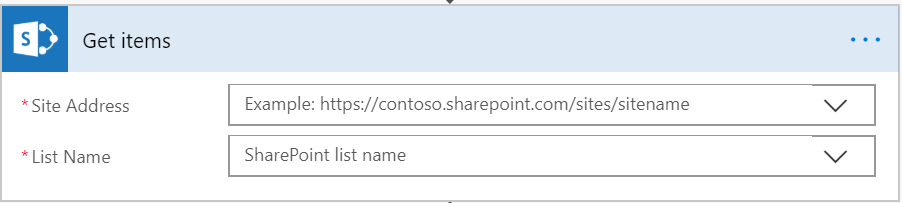 S
Get items
* Site Address
Example: https://contoso.sharepoint.com/sites/sitename
* List Name
SharePoint list name